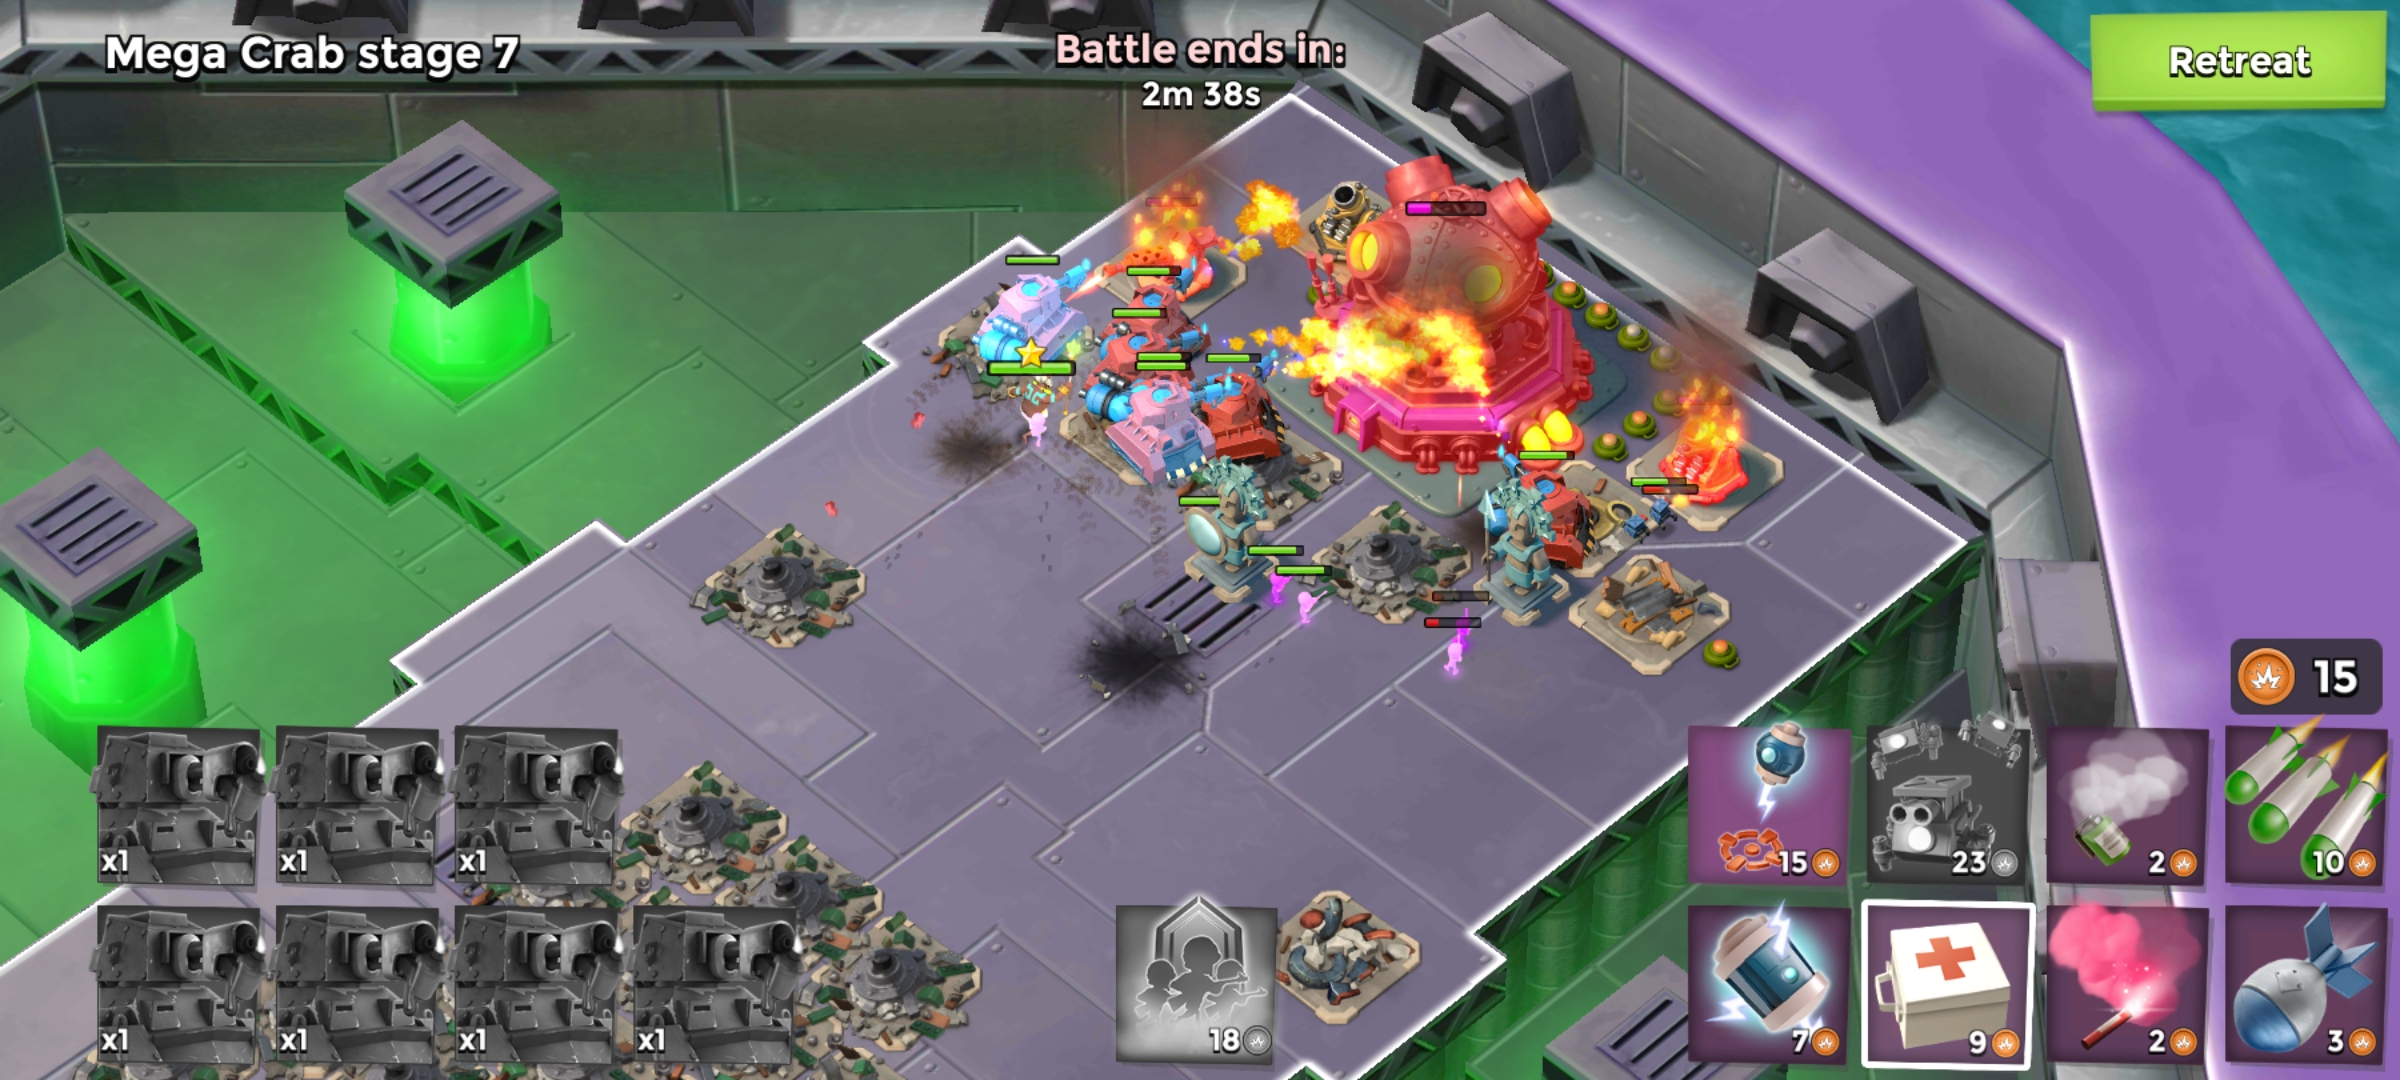 Mega Crab stage 7
Battle ends in:
2m 38s
Retreat
15
x1
x1
x1
15
23
2
10
x1
x1
x1
x1
18
7
9
2
3